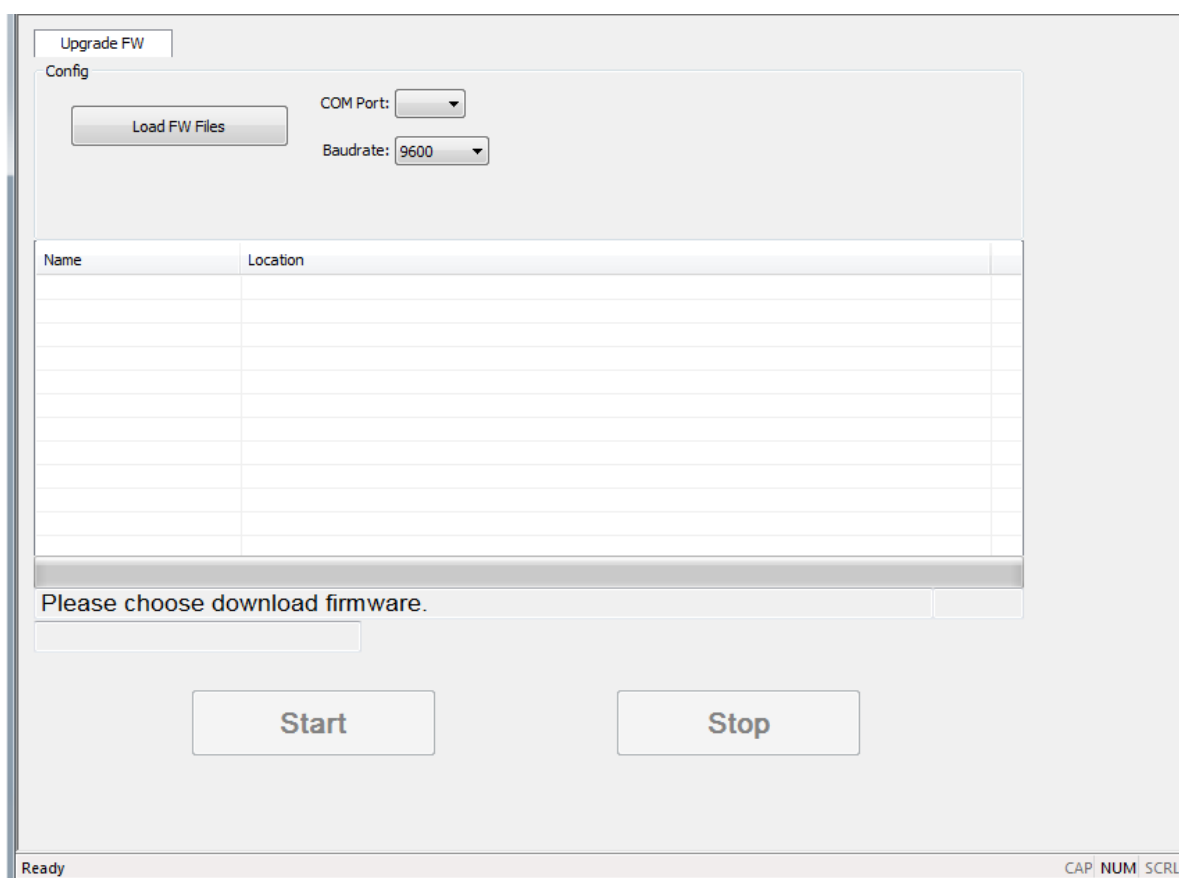 Upgrade FW
Config
Load FW Files
COM Port:
Baudrate: 9600
Name Location
Please choose download firmware.
Start Stop
Ready CAP NUM SCRL